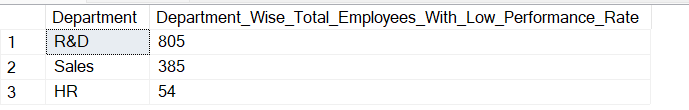 Department Department_Wise_Total_Employees_With_Low_Performance_Rate
1 R&D 805
2 Sales 385
3 HR 54